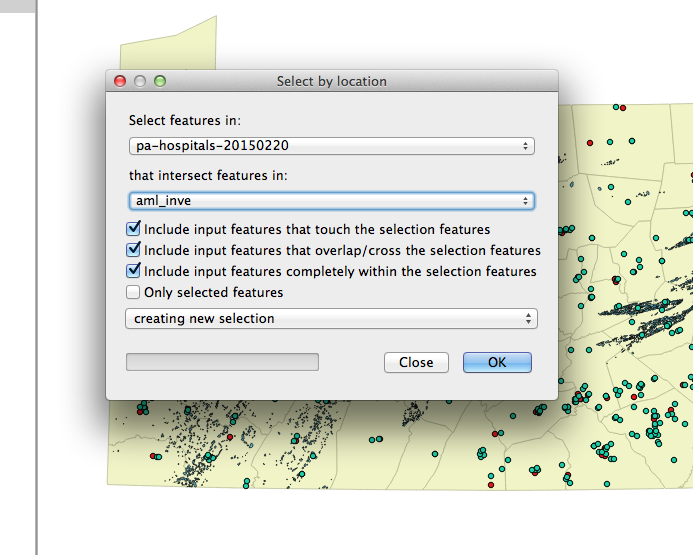 Select by location
Select features in:
pa-hospitals-20150220
that intersect features in:
aml_inve
Include input features that touch the selection features
Include input features that overlap/cross the selection features
Include input features completely within the selection features
Only selected features
creating new selection
Close OK